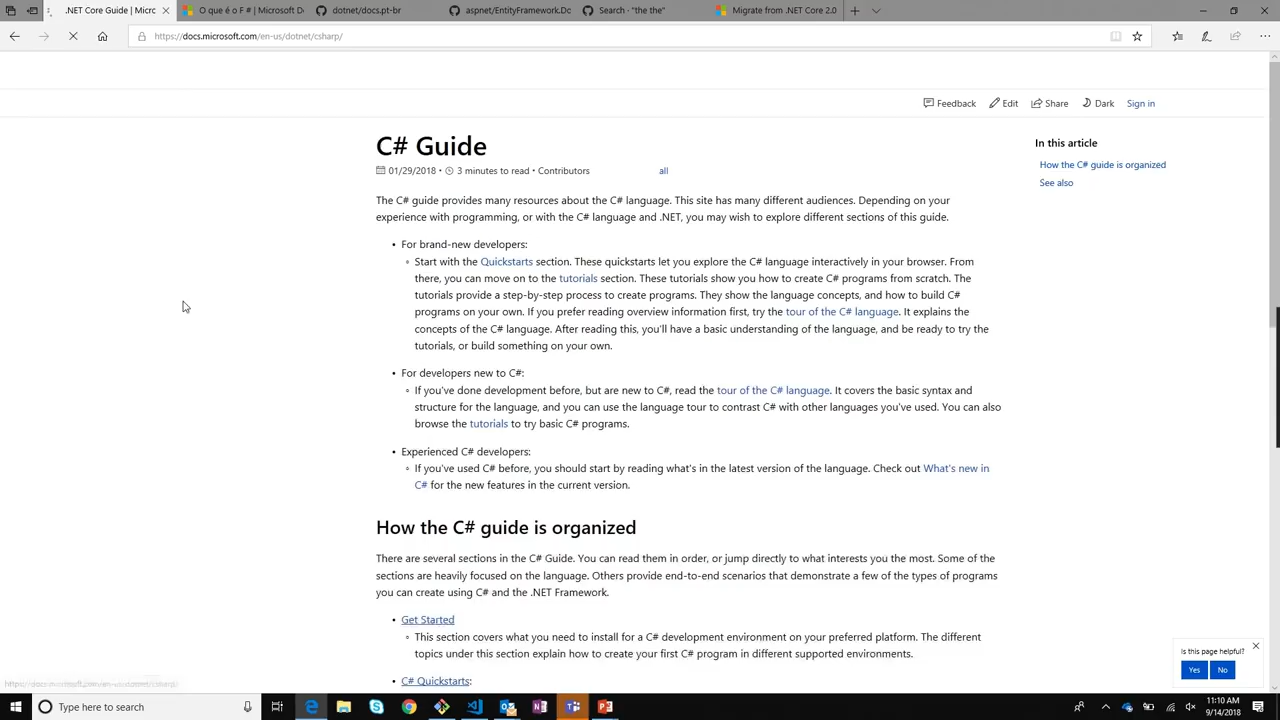 .NET Core Guide | Micro
O que é o F # | Microsoft Do
dotnet/docs.pt-br
aspnet/EntityFramework.Do
Search · "the the"
Migrate from .NET Core 2.0
https://docs.microsoft.com/en-us/dotnet/csharp/
Feedback
Edit
Share
Dark
Sign in
C# Guide
01/29/2018 • 3 minutes to read • Contributors all
In this article
How the C# guide is organized
See also
The C# guide provides many resources about the C# language. This site has many different audiences. Depending on your
experience with programming, or with the C# language and .NET, you may wish to explore different sections of this guide.
• For brand-new developers:
◦ Start with the Quickstarts section. These quickstarts let you explore the C# language interactively in your browser. From
there, you can move on to the tutorials section. These tutorials show you how to create C# programs from scratch. The
tutorials provide a step-by-step process to create programs. They show the language concepts, and how to build C#
programs on your own. If you prefer reading overview information first, try the tour of the C# language. It explains the
concepts of the C# language. After reading this, you'll have a basic understanding of the language, and be ready to try the
tutorials, or build something on your own.
• For developers new to C#:
◦ If you've done development before, but are new to C#, read the tour of the C# language. It covers the basic syntax and
structure for the language, and you can use the language tour to contrast C# with other languages you've used. You can also
browse the tutorials to try basic C# programs.
• Experienced C# developers:
◦ If you've used C# before, you should start by reading what's in the latest version of the language. Check out What's new in
C# for the new features in the current version.
How the C# guide is organized
There are several sections in the C# Guide. You can read them in order, or jump directly to what interests you the most. Some of the
sections are heavily focused on the language. Others provide end-to-end scenarios that demonstrate a few of the types of programs
you can create using C# and the .NET Framework.
• Get Started
◦ This section covers what you need to install for a C# development environment on your preferred platform. The different
topics under this section explain how to create your first C# program in different supported environments.
• C# Quickstarts:
Is this page helpful?
Yes
No
https://docs.microsoft.com/en-us/dotnet/csharp/
Type here to search
11:10 AM
9/14/2018